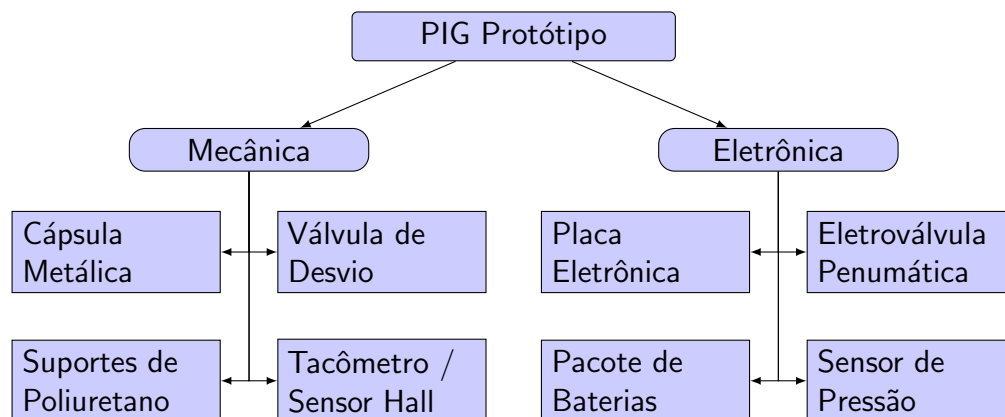 PIG Protótipo
Mecânica
Eletrônica
Cápsula
Metálica
Válvula de
Desvio
Placa
Eletrônica
Eletroválvula
Penumática
Suportes de
Poliuretano
Tacômetro /
Sensor Hall
Pacote de
Baterias
Sensor de
Pressão